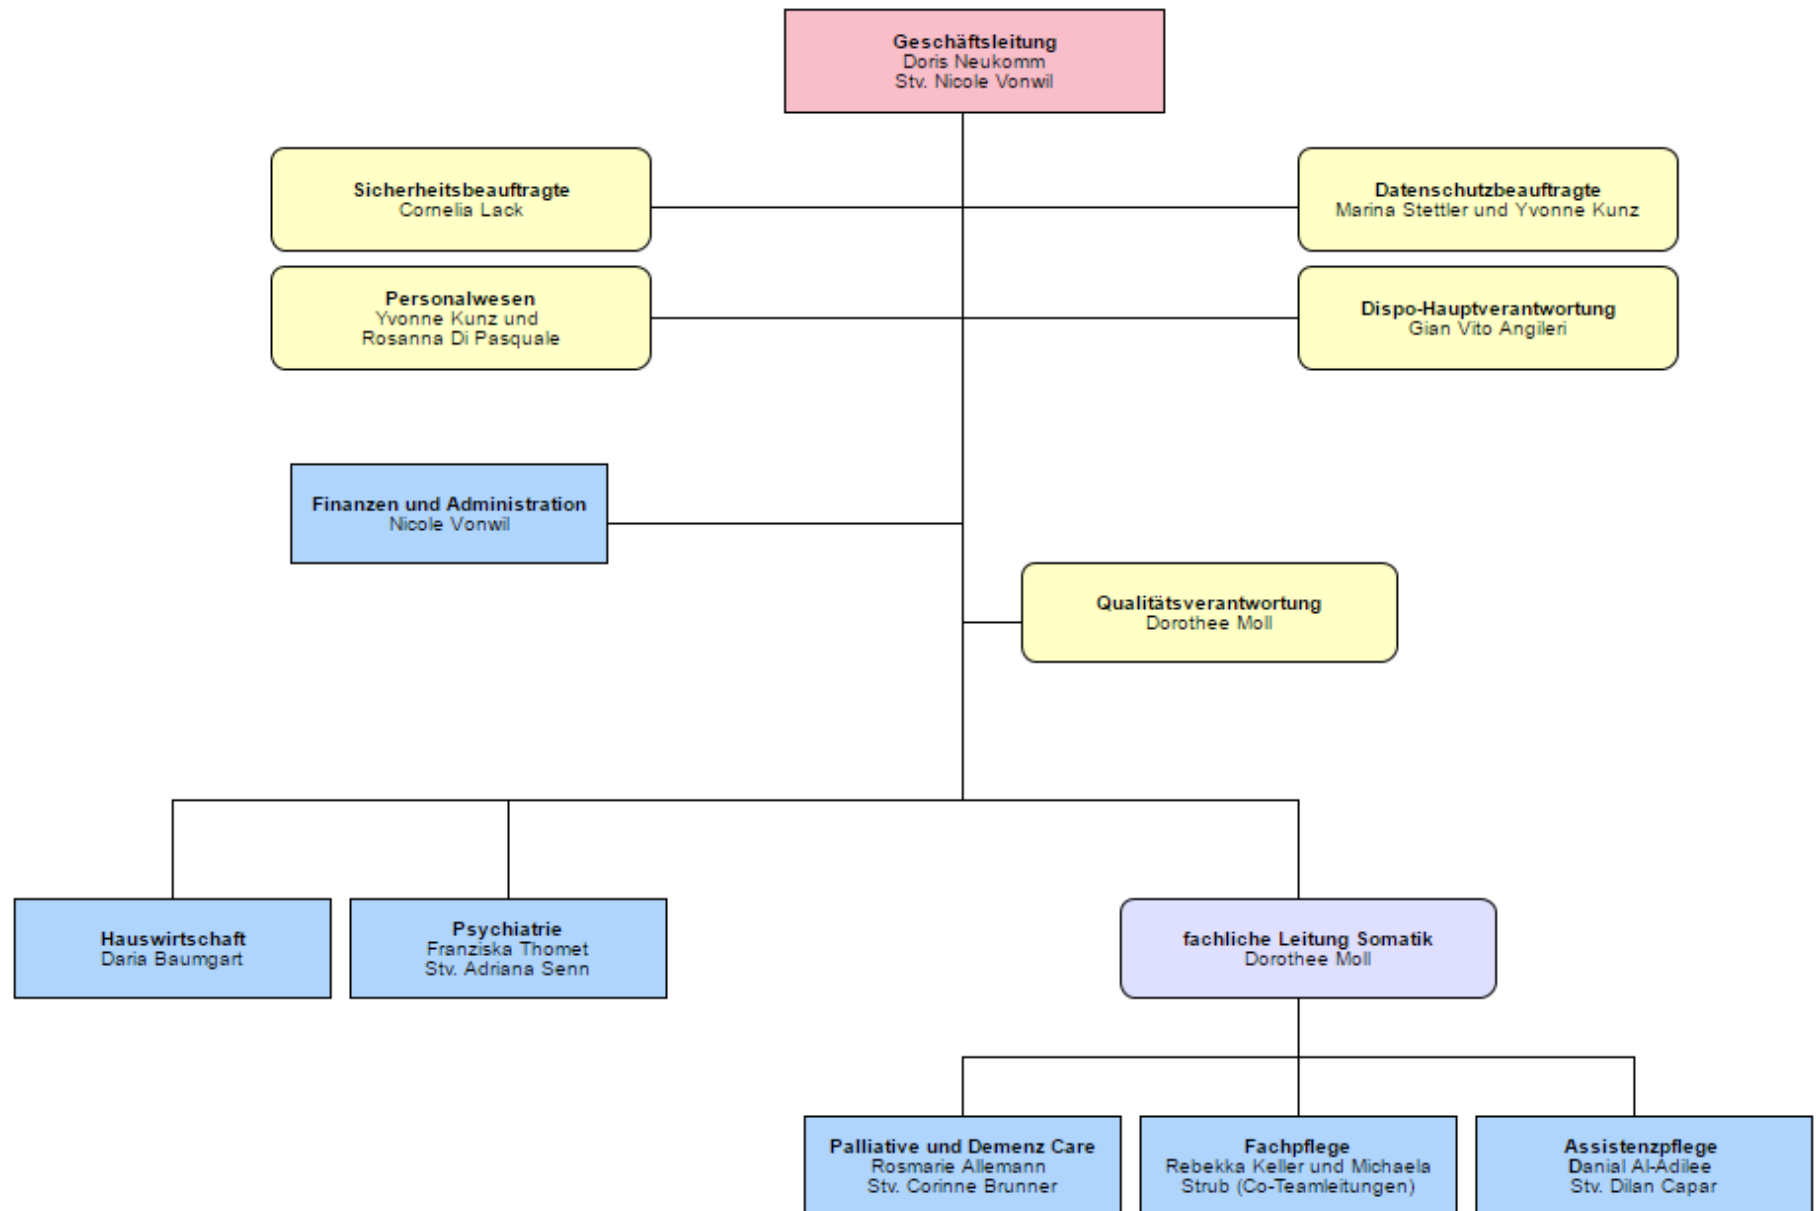 Geschäftsleitung
Doris Neukomm
Stv. Nicole Vonwil
Sicherheitsbeauftragte
Cornelia Lack
Datenschutzbeauftragte
Marina Stettler und Yvonne Kunz
Personalwesen
Yvonne Kunz und
Rosanna Di Pasquale
Dispo-Hauptverantwortung
Gian Vito Angileri
Finanzen und Administration
Nicole Vonwil
Qualitätsverantwortung
Dorothee Moll
Hauswirtschaft
Daria Baumgart
Psychiatrie
Franziska Thomet
Stv. Adriana Senn
fachliche Leitung Somatik
Dorothee Moll
Palliative und Demenz Care
Rosmarie Allemann
Stv. Corinne Brunner
Fachpflege
Rebekka Keller und Michaela
Strub (Co-Teamleitungen)
Assistenzpflege
Danial Al-Adilee
Stv. Dilan Capar